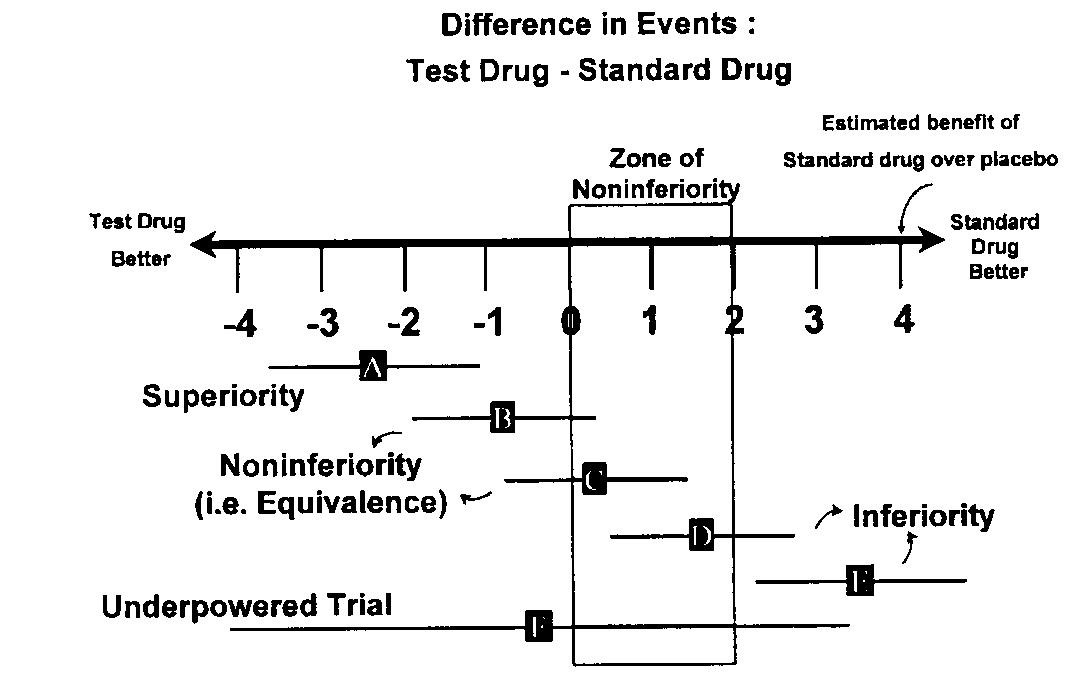 Difference in Events :
Test Drug - Standard Drug
Estimated benefit of
Standard drug over placebo
Zone of
Noninferiority
Test Drug
Better
Standard
Drug
Better
-4 -3 -2 -1 0 1 2 3 4
A
Superiority
B
Noninferiority
(i.e. Equivalence)
C
D
Inferiority
Underpowered Trial